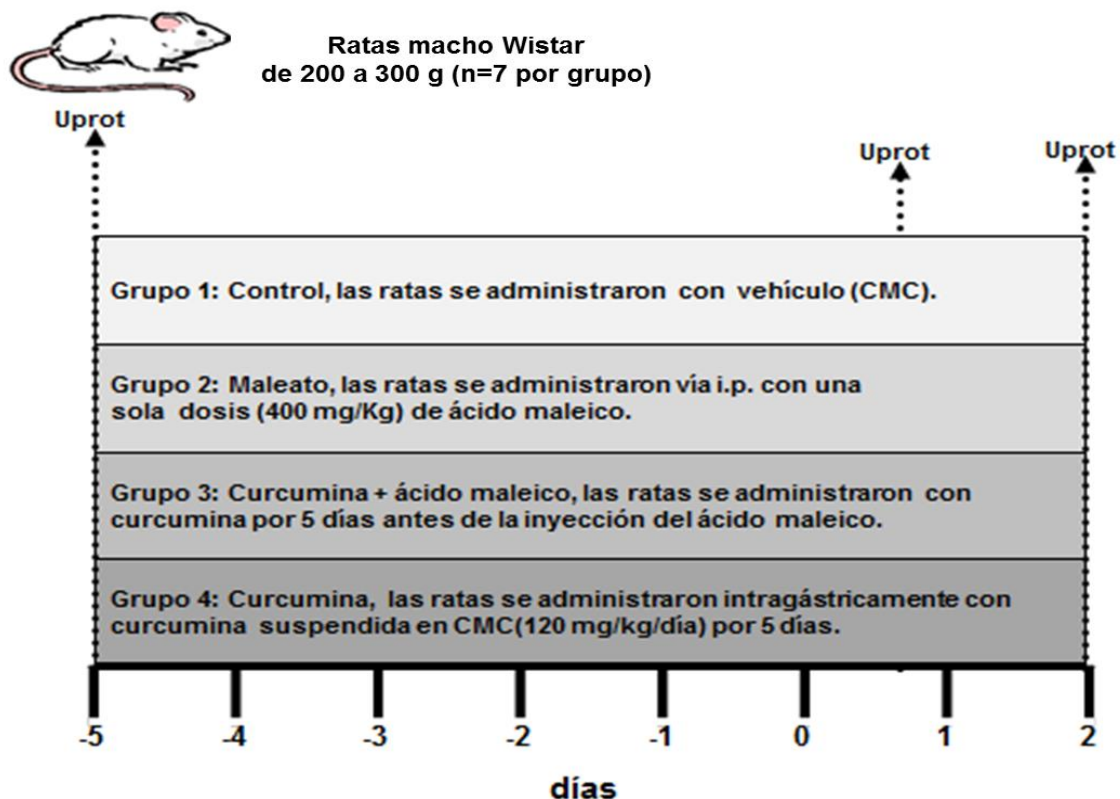 Ratas macho Wistar
de 200 a 300 g (n=7 por grupo)
Uprot
Uprot
Uprot
Grupo 1: Control, las ratas se administraron con vehículo (CMC).
Grupo 2: Maleato, las ratas se administraron vía i.p. con una
sola dosis (400 mg/Kg) de ácido maleico.
Grupo 3: Curcumina + ácido maleico, las ratas se administraron con
curcumina por 5 días antes de la inyección del ácido maleico.
Grupo 4: Curcumina, las ratas se administraron intragástricamente con
curcumina suspendida en CMC(120 mg/kg/día) por 5 días.
-5 -4 -3 -2 -1 0 1 2
días